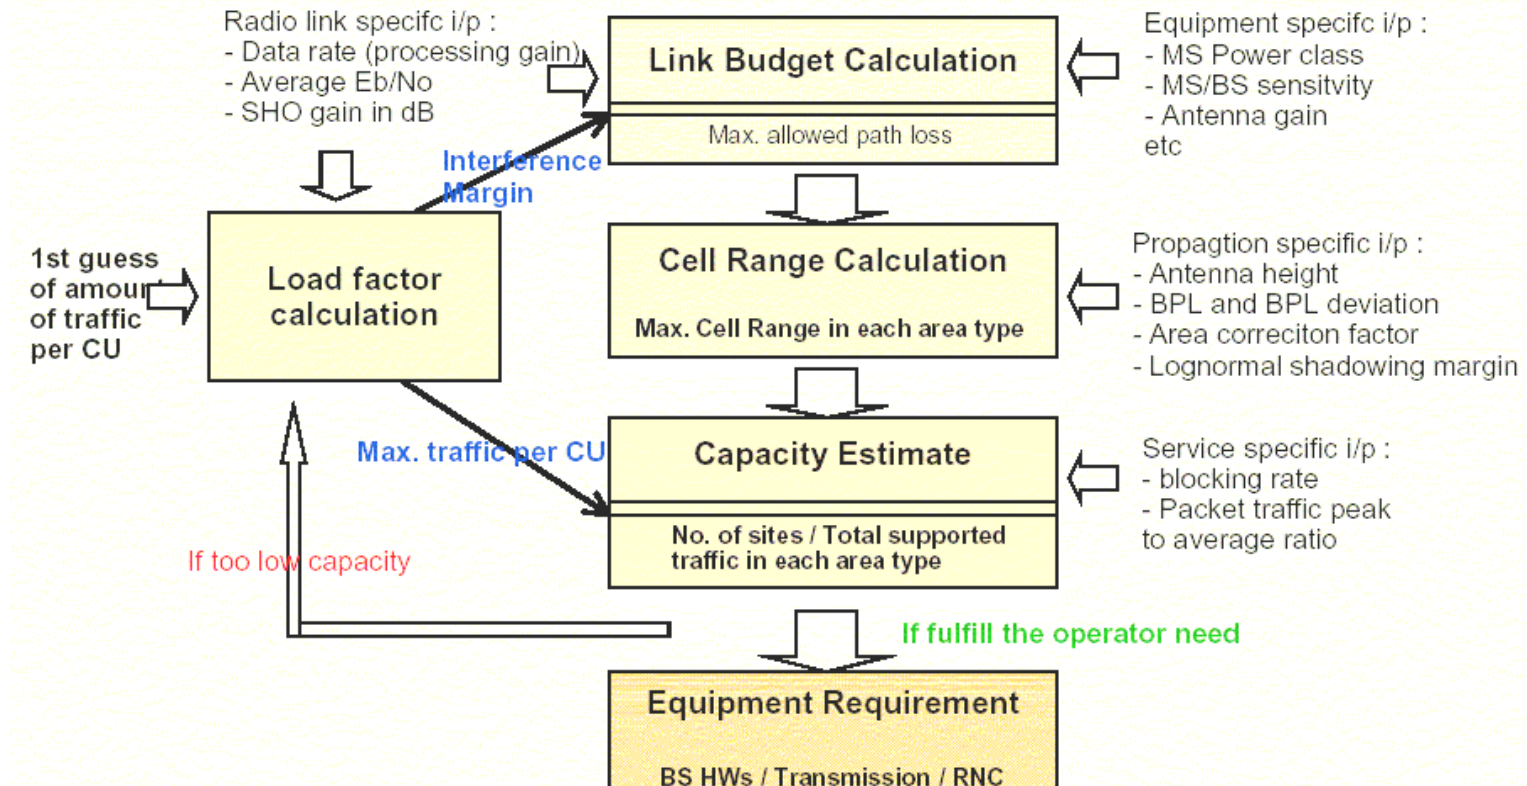 Radio link specifc i/p :
- Data rate (processing gain)
- Average Eb/No
- SHO gain in dB
Link Budget Calculation
Max. allowed path loss
Equipment specifc i/p :
- MS Power class
- MS/BS sensitvity
- Antenna gain
etc
Interference
Margin
1st guess
of amount
of traffic
per CU
Load factor
calculation
Cell Range Calculation
Max. Cell Range in each area type
Propagtion specific i/p :
- Antenna height
- BPL and BPL deviation
- Area correciton factor
- Lognormal shadowing margin
Max. traffic per CU
Capacity Estimate
No. of sites / Total supported
traffic in each area type
Service specific i/p :
- blocking rate
- Packet traffic peak
to average ratio
If too low capacity
If fulfill the operator need
Equipment Requirement
BS HWs / Transmission / RNC